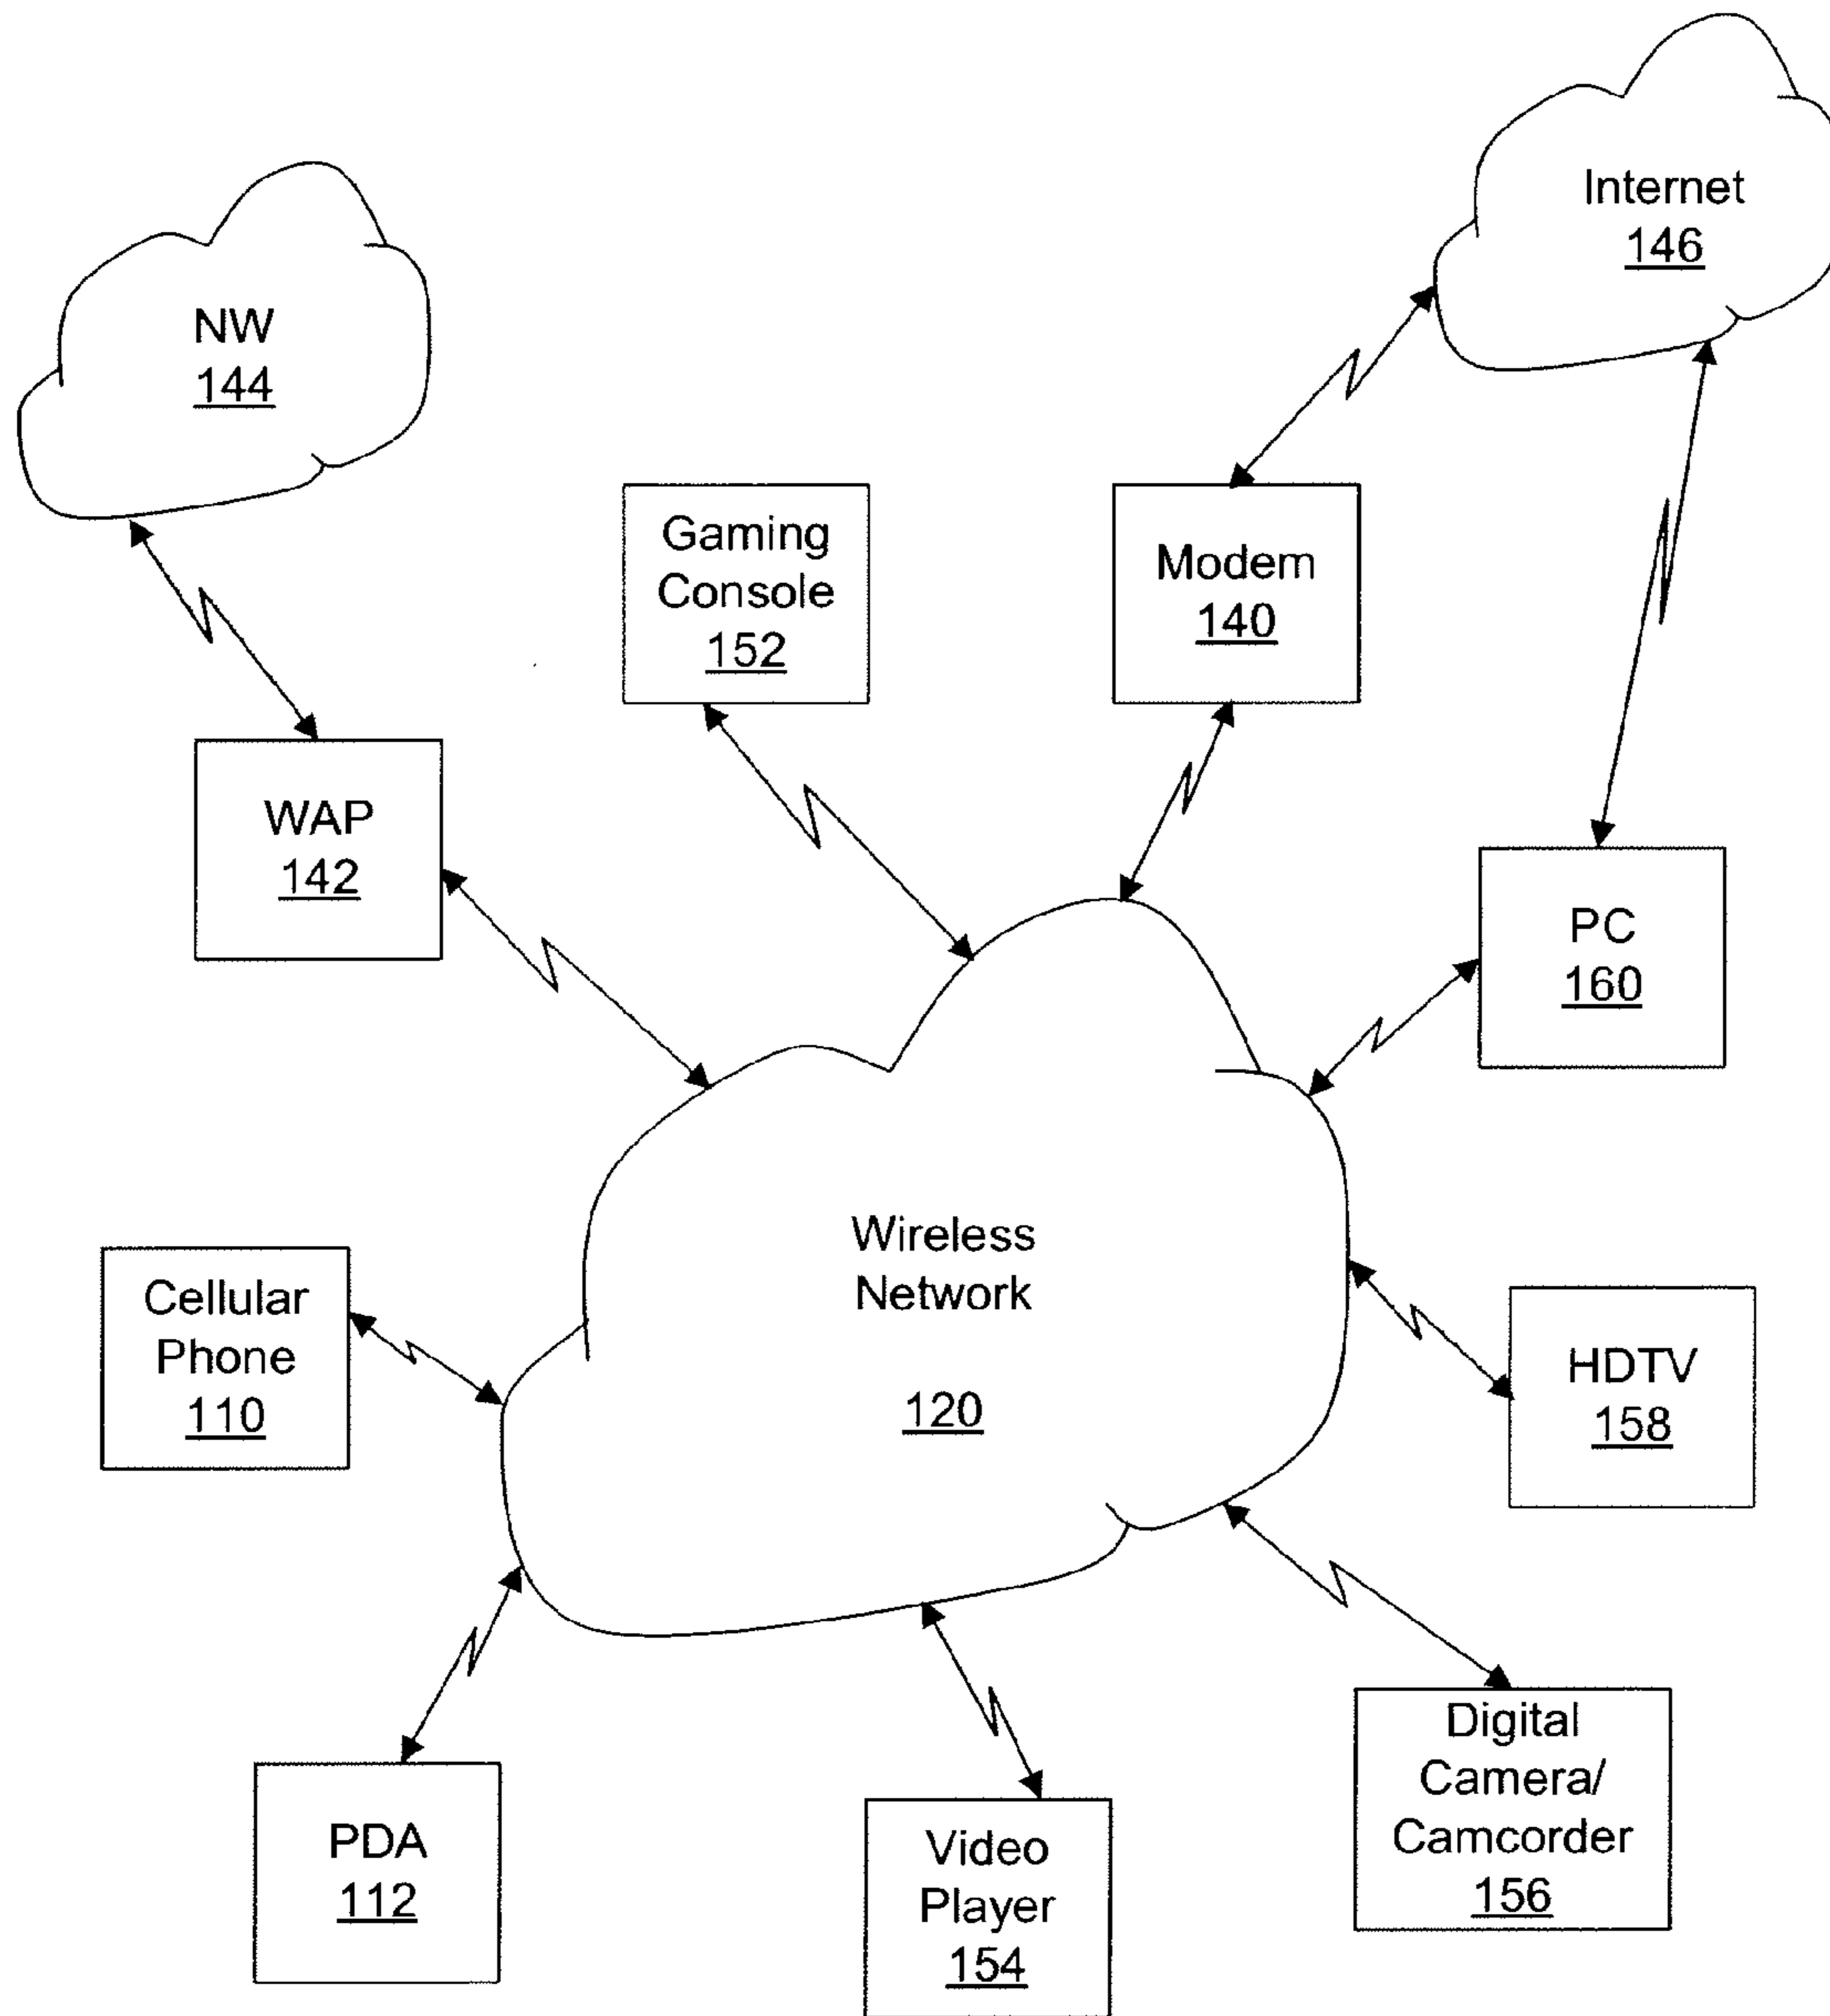 Internet
146
NW
144
Gaming
Console
152
Modem
140
WAP
142
PC
160
Wireless
Network
120
Cellular
Phone
110
HDTV
158
Digital
Camera/
Camcorder
156
PDA
112
Video
Player
154